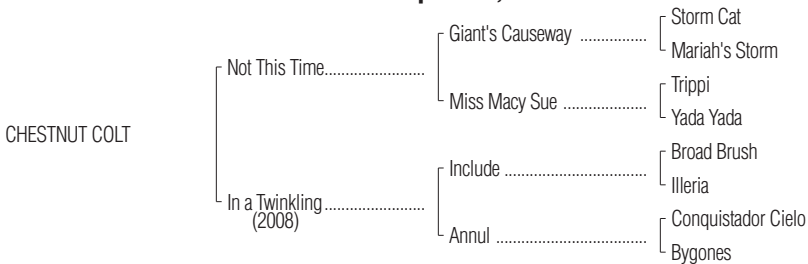 Storm Cat
Giant's Causeway ................
Mariah's Storm
Not This Time........................
Trippi
Miss Macy Sue ....................
Yada Yada
CHESTNUT COLT
Broad Brush
Include ..................................
Illeria
In a Twinkling........................
(2008)
Conquistador Cielo
Annul ....................................
Bygones